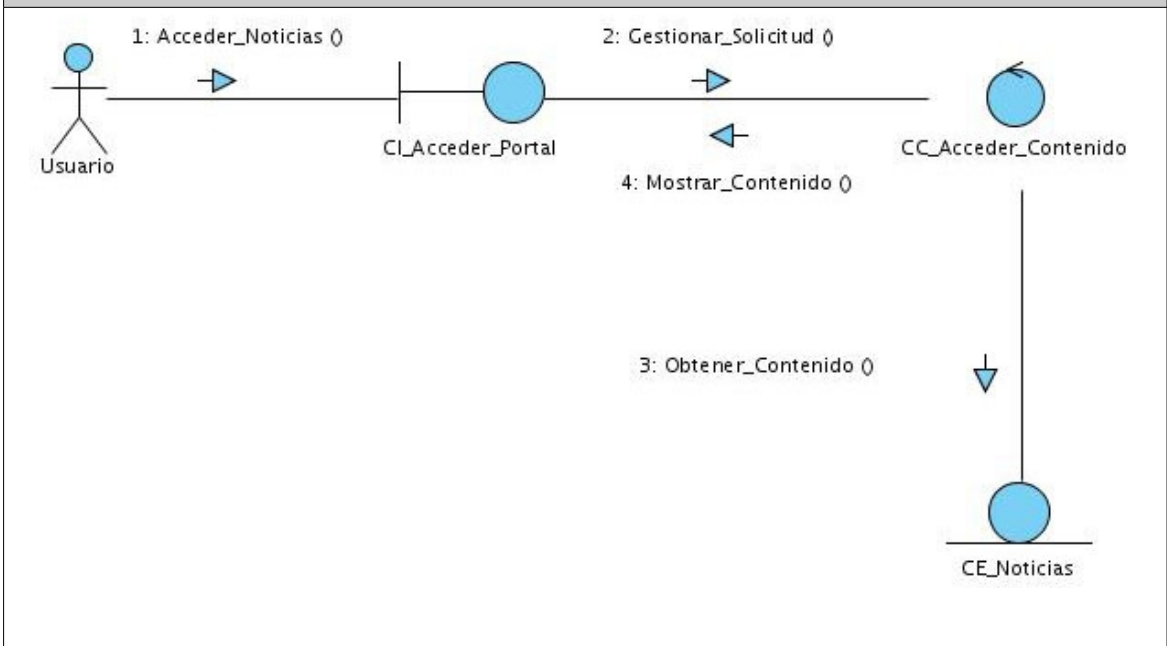 1: Acceder_Noticias ()
2: Gestionar_Solicitud ()
Usuario
CI_Acceder_Portal
CC_Acceder_Contenido
4: Mostrar_Contenido ()
3: Obtener_Contenido ()
CE_Noticias